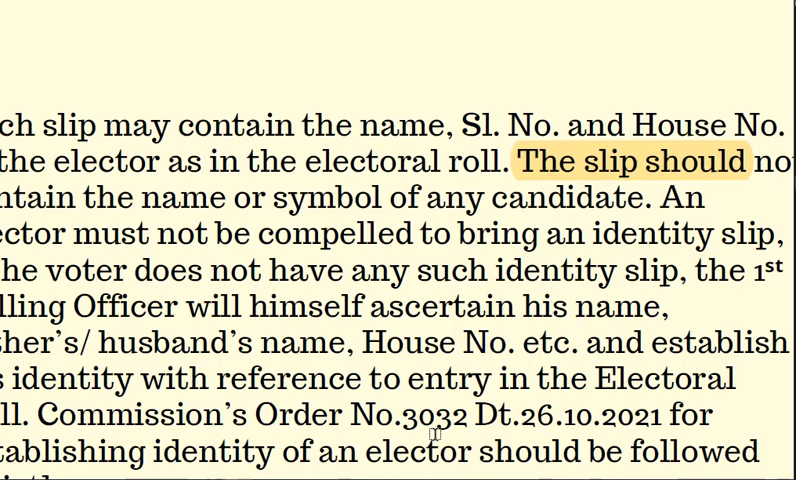 ch slip may contain the name, Sl. No. and House No.
the elector as in the electoral roll. The slip should no
ntain the name or symbol of any candidate. An
ector must not be compelled to bring an identity slip,
he voter does not have any such identity slip, the 1st
lling Officer will himself ascertain his name,
ther's/ husband's name, House No. etc. and establish
s identity with reference to entry in the Electoral
ll. Commission's Order No.3032 Dt.26.10.2021 for
tablishing identity of an elector should be followed